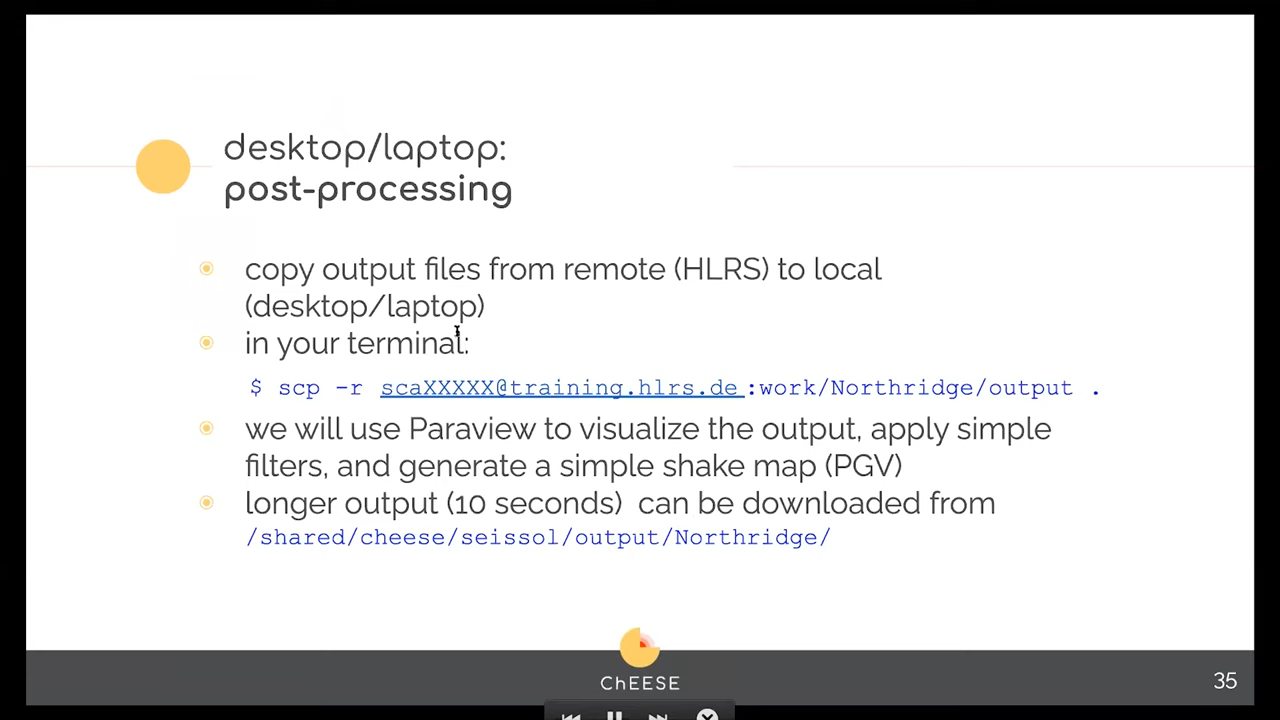 desktop/laptop:
post-processing
copy output files from remote (HLRS) to local
(desktop/laptop)
in your terminal:
$ scp -r scaXXXXX@training.hlrs.de :work/Northridge/output .
we will use Paraview to visualize the output, apply simple
filters, and generate a simple shake map (PGV)
longer output (10 seconds)  can be downloaded from
/shared/cheese/seissol/output/Northridge/
ChEESE
35